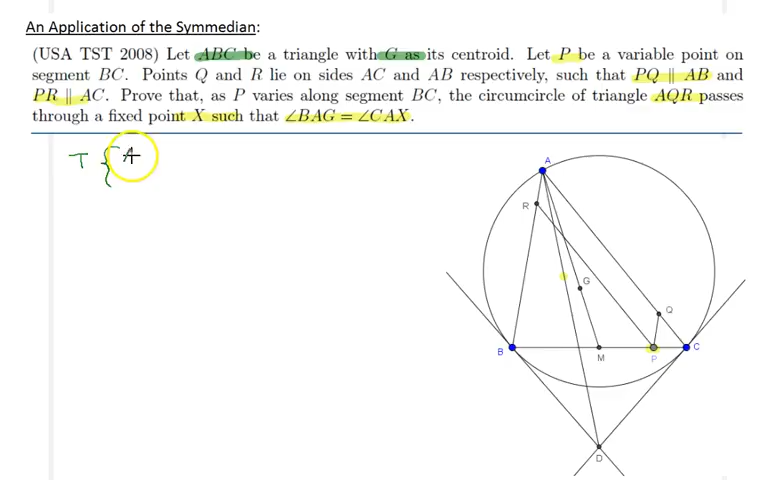 An Application of the Symmedian:
(USA TST 2008) Let ABC be a triangle with G as its centroid. Let P be a variable point on
segment BC. Points Q and R lie on sides AC and AB respectively, such that PQ ∥ AB and
PR ∥ AC. Prove that, as P varies along segment BC, the circumcircle of triangle AQR passes
through a fixed point X such that ∠BAG = ∠CAX.
T { A
A
R
G
Q
B
M
P
C
D